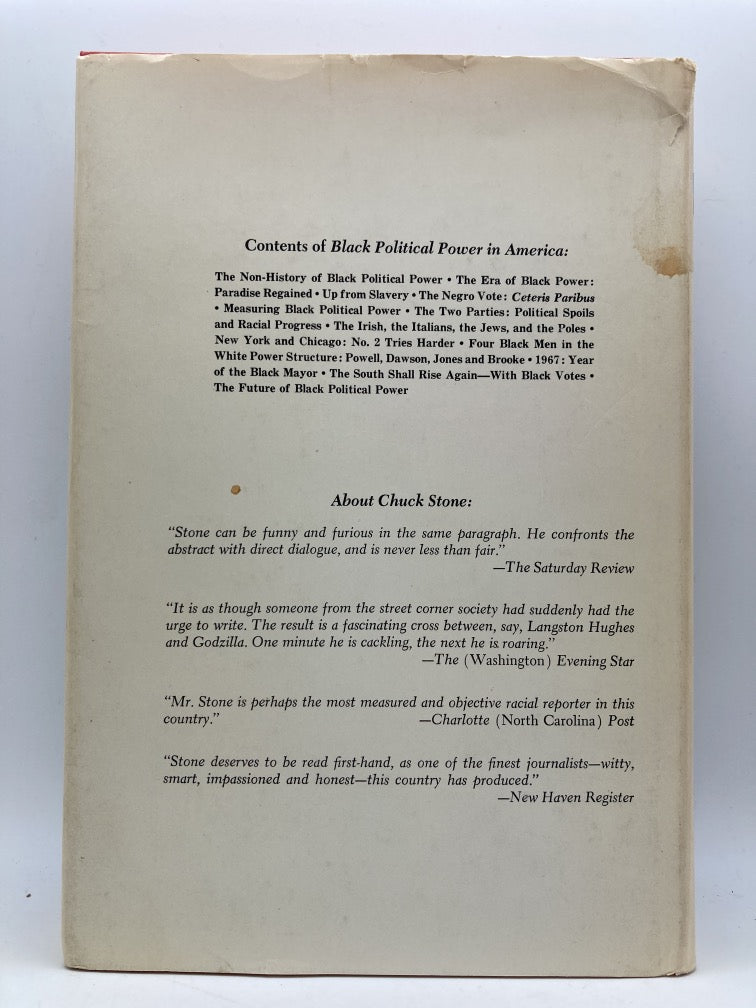 Contents of Black Political Power in America:
The Non-History of Black Political Power • The Era of Black Power:
Paradise Regained • Up from Slavery • The Negro Vote: Ceteris Paribus
• Measuring Black Political Power • The Two Parties: Political Spoils
and Racial Progress • The Irish, the Italians, the Jews, and the Poles •
New York and Chicago: No. 2 Tries Harder • Four Black Men in the
White Power Structure: Powell, Dawson, Jones and Brooke • 1967: Year
of the Black Mayor • The South Shall Rise Again—With Black Votes •
The Future of Black Political Power
About Chuck Stone:
“Stone can be funny and furious in the same paragraph. He confronts the
abstract with direct dialogue, and is never less than fair.”
—The Saturday Review
“It is as though someone from the street corner society had suddenly had the
urge to write. The result is a fascinating cross between, say, Langston Hughes
and Godzilla. One minute he is cackling, the next he is roaring.”
—The (Washington) Evening Star
“Mr. Stone is perhaps the most measured and objective racial reporter in this
country.” —Charlotte (North Carolina) Post
“Stone deserves to be read first-hand, as one of the finest journalists—witty,
smart, impassioned and honest—this country has produced.”
—New Haven Register